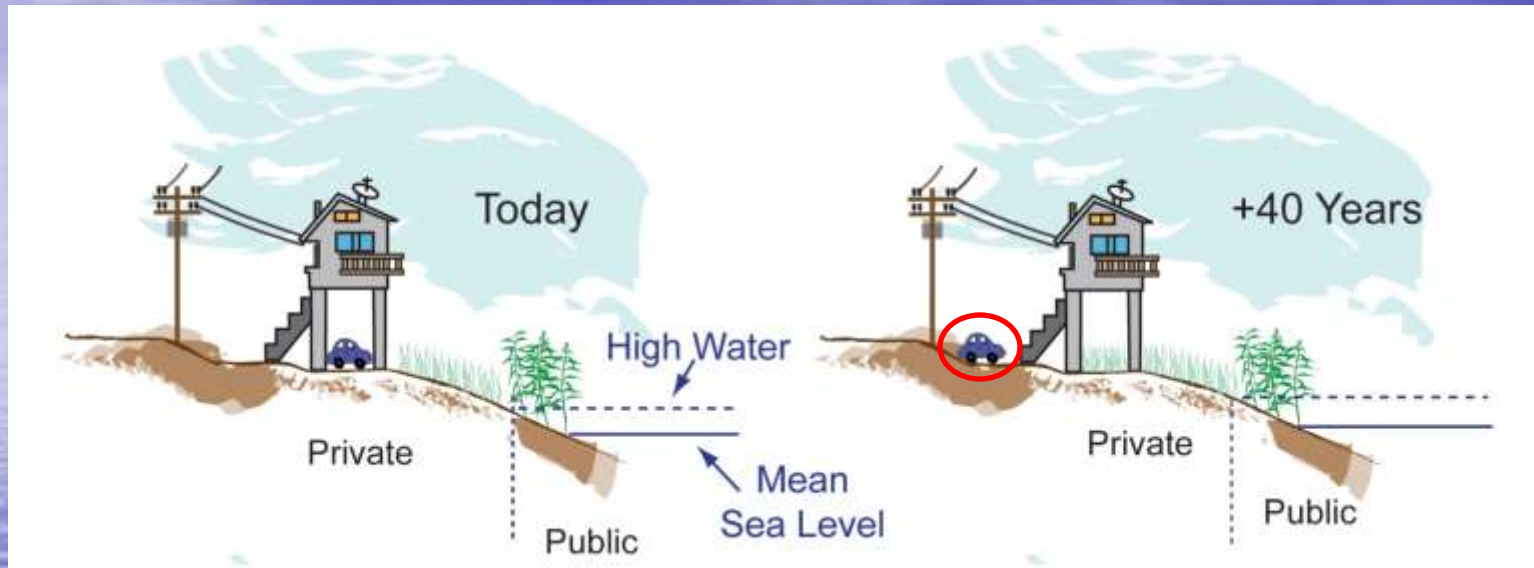 Today
High Water
Private
Mean
Sea Level
Public
+40 Years
Private
Public